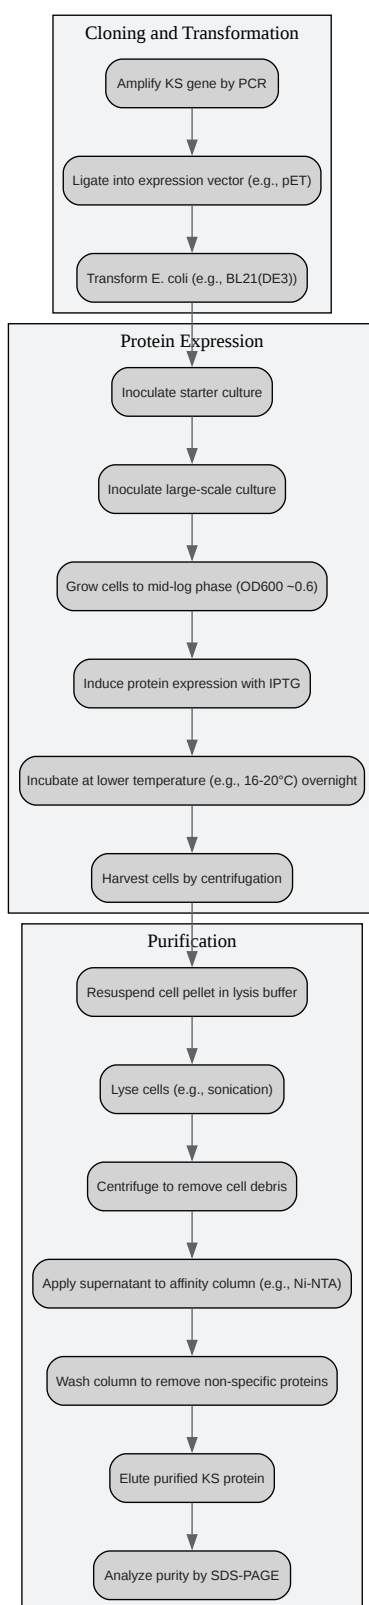 Cloning and Transformation
Amplify KS gene by PCR
Ligate into expression vector (e.g., pET)
Transform E. coli (e.g., BL21(DE3))
Protein Expression
Inoculate starter culture
Inoculate large-scale culture
Grow cells to mid-log phase (OD600 ~0.6)
Induce protein expression with IPTG
Incubate at lower temperature (e.g., 16-20°C) overnight
Harvest cells by centrifugation
Purification
Resuspend cell pellet in lysis buffer
Lyse cells (e.g., sonication)
Centrifuge to remove cell debris
Apply supernatant to affinity column (e.g., Ni-NTA)
Wash column to remove non-specific proteins
Elute purified KS protein
Analyze purity by SDS-PAGE